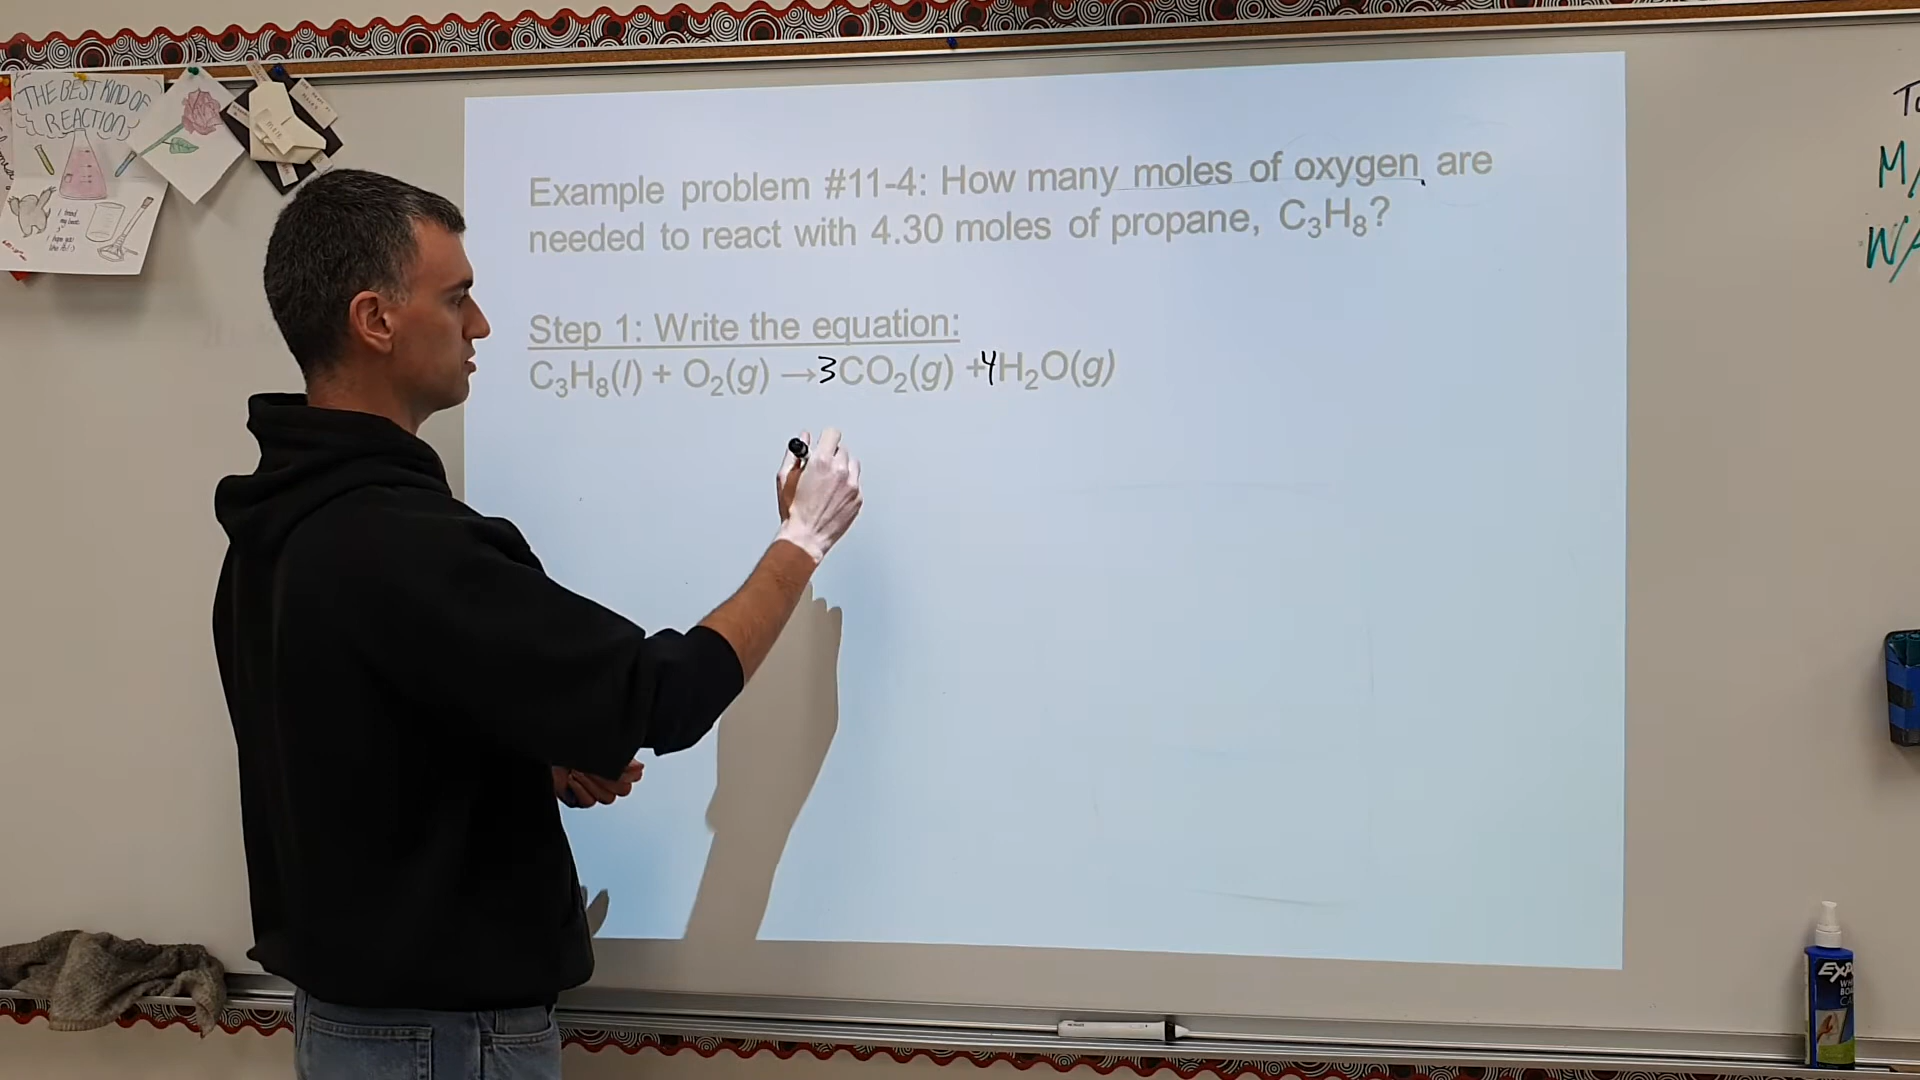 THE BEST KIND OF
REACTION
Example problem #11-4: How many moles of oxygen are
needed to react with 4.30 moles of propane, C₃H₈?
Step 1: Write the equation:
C₃H₈(l) + O₂(g) →3CO₂(g) +4H₂O(g)
M
W
EXP